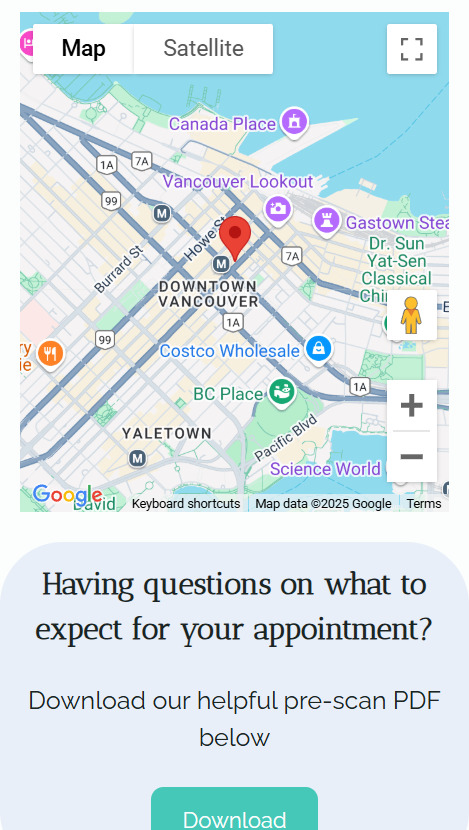 Map
Satellite
Canada Place
1A
7A
99
Vancouver Lookout
M
Howe St
Gastown Stea
Burrard St
M
7A
Dr. Sun
Yat-Sen
Classical
Chin
DOWNTOWN
VANCOUVER
1A
E
99
ry
ie
Costco Wholesale
1A
BC Place
+
YALETOWN
Pacific Blvd
M
Science World
−
Google
David
Keyboard shortcuts
Map data ©2025 Google
Terms
Having questions on what to
expect for your appointment?
Download our helpful pre-scan PDF
below
Download